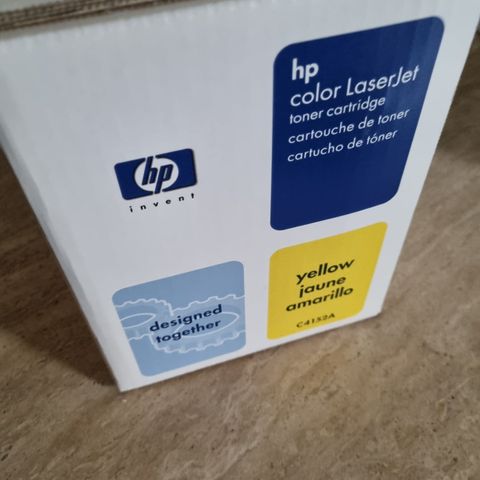 hp
color LaserJet
toner cartridge
cartouche de toner
cartucho de tóner
hp
invent
designed
together
yellow
jaune
amarillo
C4152A